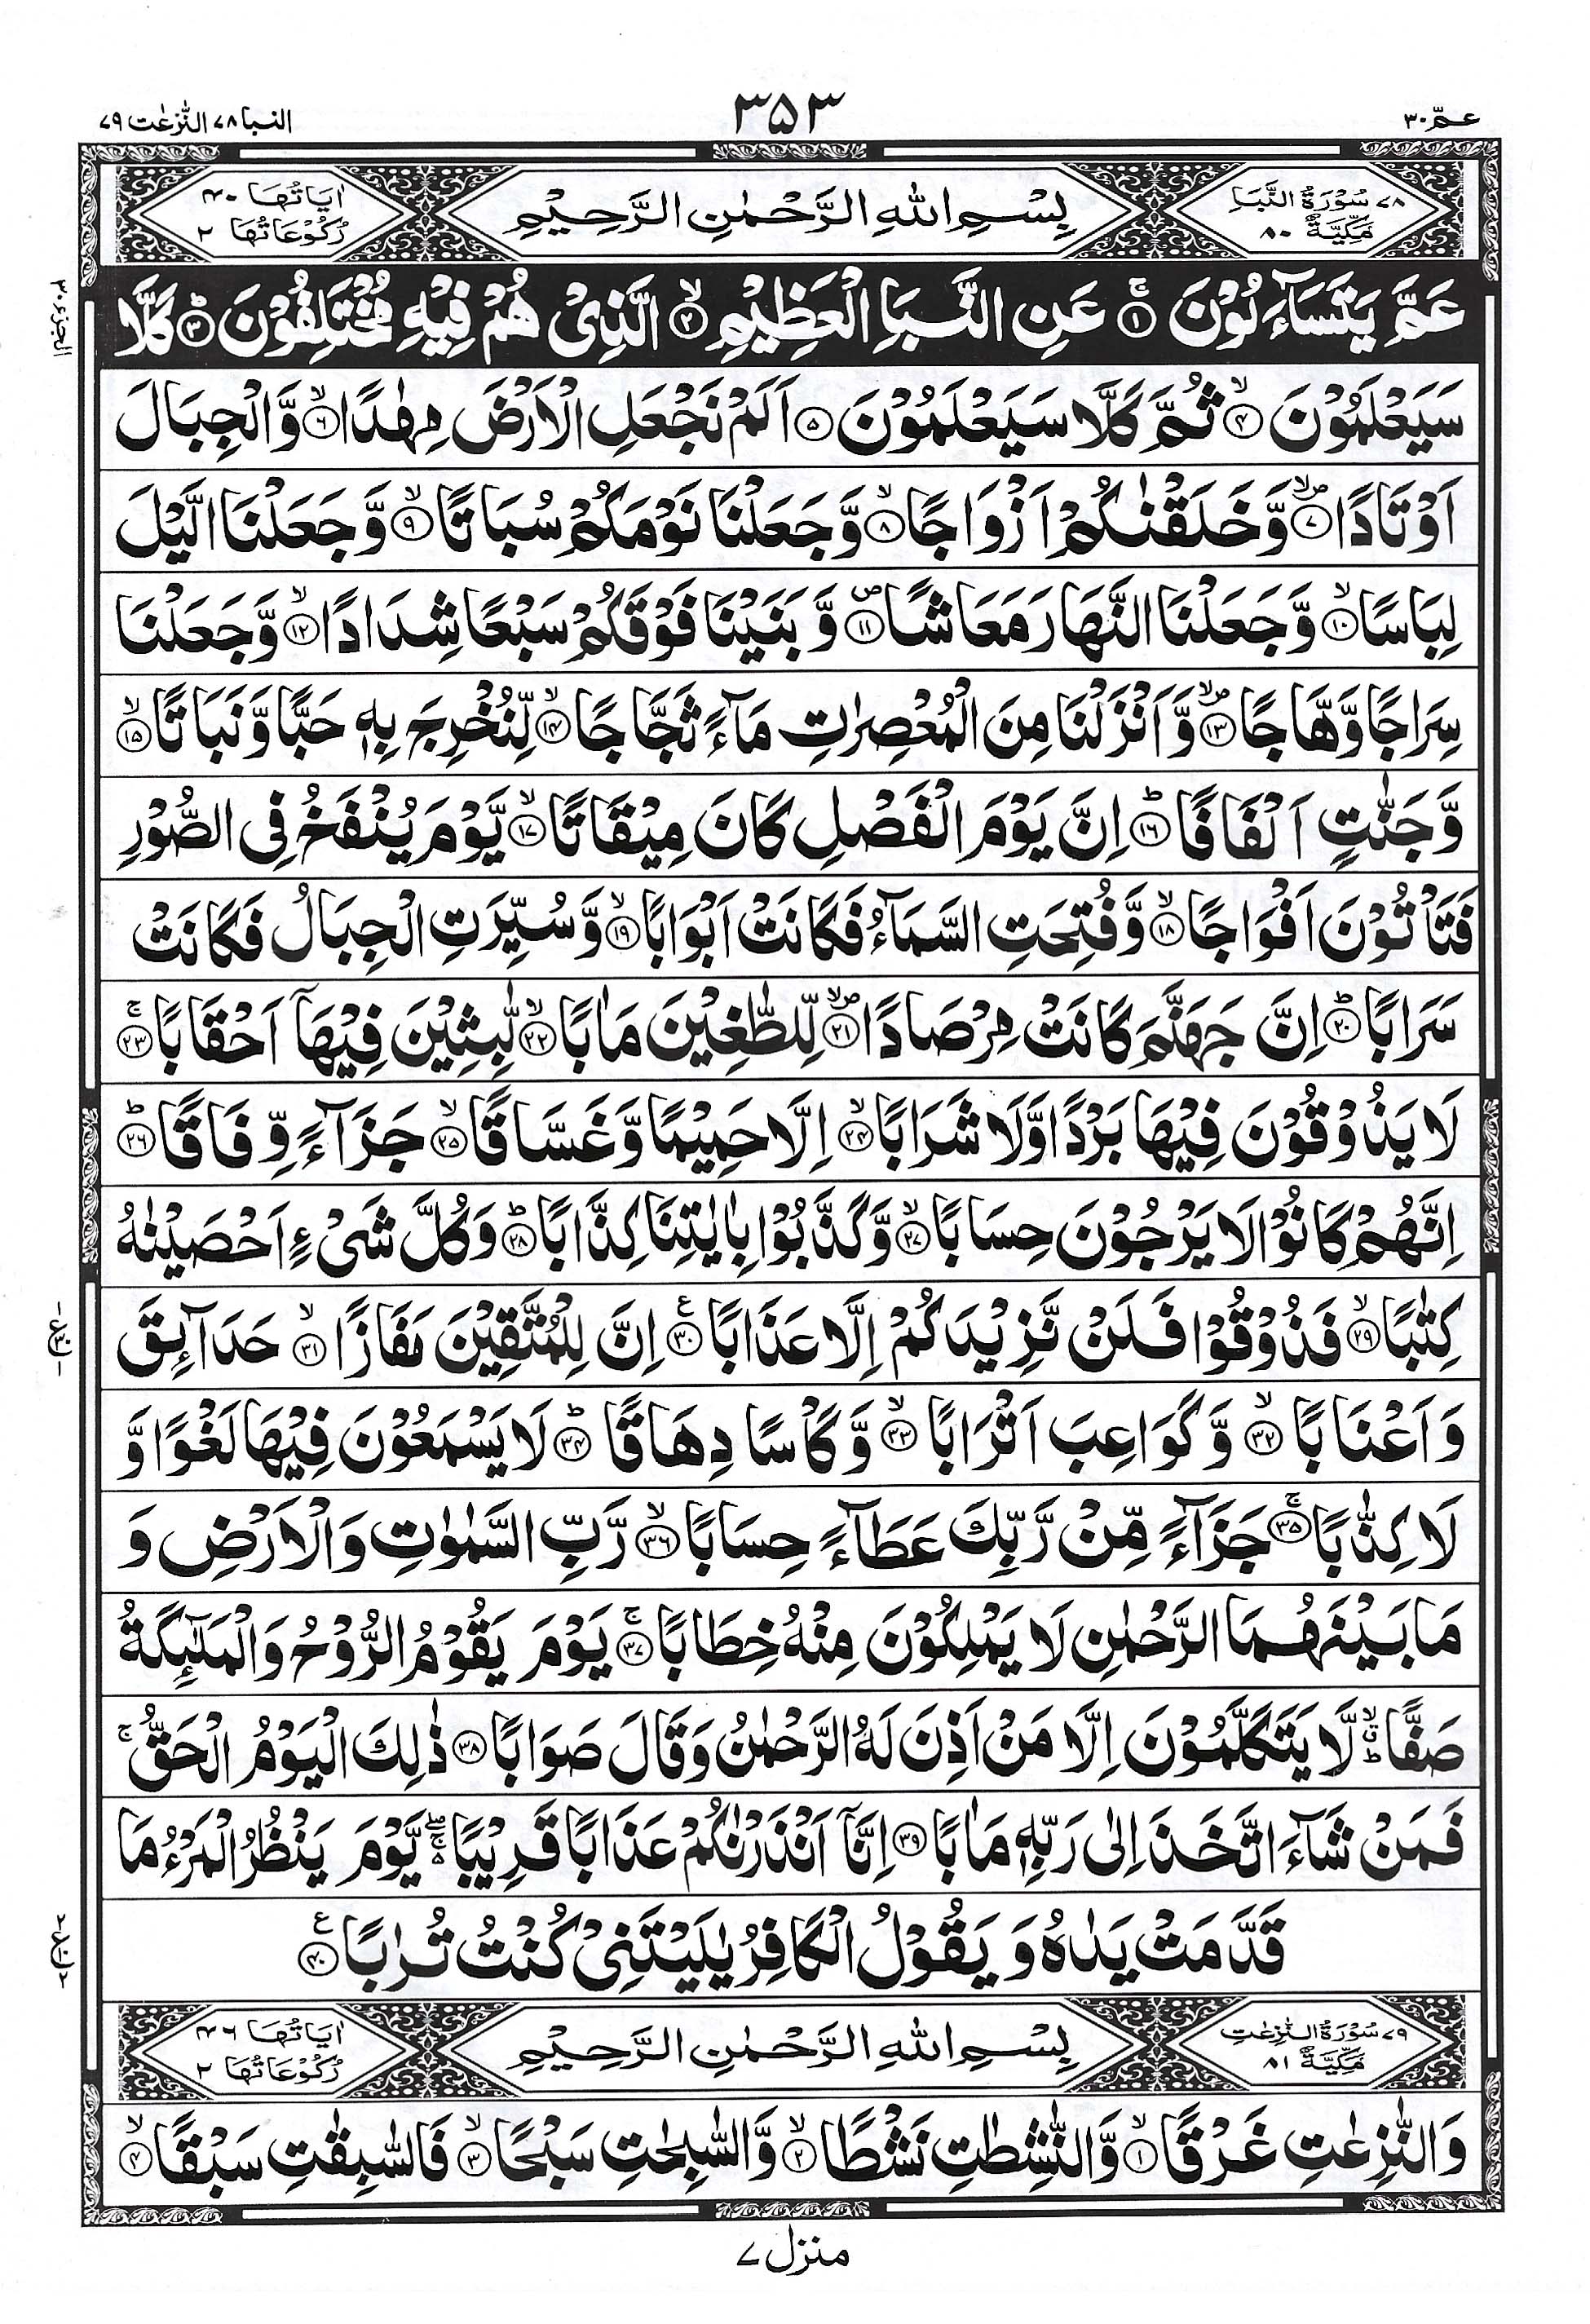 عـمّ ٣٠
٣٥٣
النبا ٧٨ النّٰزعٰت ٧٩
٧٨ سُوْرَةُ النَّبَاِ
مَكِّيَّةٌ ٨٠
بِسْمِ اللّٰهِ الرَّحْمٰنِ الرَّحِيْمِ
اٰيَاتُهَا ٤٠
رُكُوْعَاتُهَا ٢
الجزء ٣٠
عَمَّ يَتَسَآءَلُوْنَ ۚ﴿١﴾ عَنِ النَّبَاِ الْعَظِيْمِ ۙ﴿٢﴾ الَّذِىْ هُمْ فِيْهِ مُخْتَلِفُوْنَ ؕ﴿٣﴾ كَلَّا
سَيَعْلَمُوْنَ ۙ﴿٤﴾ ثُمَّ كَلَّا سَيَعْلَمُوْنَ ﴿٥﴾ اَلَمْ نَجْعَلِ الْاَرْضَ مِهٰدًا ۙ﴿٦﴾ وَّالْجِبَالَ
اَوْتَادًا ۪ۙ﴿٧﴾ وَّخَلَقْنٰكُمْ اَزْوَاجًا ۙ﴿٨﴾ وَّجَعَلْنَا نَوْمَكُمْ سُبَاتًا ۙ﴿٩﴾ وَّجَعَلْنَا الَّيْلَ
لِبَاسًا ۙ﴿١٠﴾ وَّجَعَلْنَا النَّهَارَ مَعَاشًا ۪﴿١١﴾ وَّبَنَيْنَا فَوْقَكُمْ سَبْعًا شِدَادًا ۙ﴿١٢﴾ وَّجَعَلْنَا
سِرَاجًا وَّهَّاجًا ۪ۙ﴿١٣﴾ وَّاَنْزَلْنَا مِنَ الْمُعْصِرٰتِ مَآءً ثَجَّاجًا ۙ﴿١٤﴾ لِّنُخْرِجَ بِهٖ حَبًّا وَّنَبَاتًا ۙ﴿١٥﴾
وَّجَنّٰتٍ اَلْفَافًا ؕ﴿١٦﴾ اِنَّ يَوْمَ الْفَصْلِ كَانَ مِيْقَاتًا ۙ﴿١٧﴾ يَّوْمَ يُنْفَخُ فِى الصُّوْرِ
فَتَاْتُوْنَ اَفْوَاجًا ۙ﴿١٨﴾ وَّفُتِحَتِ السَّمَآءُ فَكَانَتْ اَبْوَابًا ۙ﴿١٩﴾ وَّسُيِّرَتِ الْجِبَالُ فَكَانَتْ
سَرَابًا ؕ﴿٢٠﴾ اِنَّ جَهَنَّمَ كَانَتْ مِرْصَادًا ۪ۙ﴿٢١﴾ لِّلطّٰغِيْنَ مَاٰبًا ۙ﴿٢٢﴾ لّٰبِثِيْنَ فِيْهَاۤ اَحْقَابًا ۚ﴿٢٣﴾
لَا يَذُوْقُوْنَ فِيْهَا بَرْدًا وَّلَا شَرَابًا ۙ﴿٢٤﴾ اِلَّا حَمِيْمًا وَّغَسَّاقًا ۙ﴿٢٥﴾ جَزَآءً وِّفَاقًا ؕ﴿٢٦﴾
اِنَّهُمْ كَانُوْا لَا يَرْجُوْنَ حِسَابًا ۙ﴿٢٧﴾ وَّكَذَّبُوْا بِاٰيٰتِنَا كِذَّابًا ؕ﴿٢٨﴾ وَكُلَّ شَىْءٍ اَحْصَيْنٰهُ
كِتٰبًا ۙ﴿٢٩﴾ فَذُوْقُوْا فَلَنْ نَّزِيْدَكُمْ اِلَّا عَذَابًا ࣖ﴿٣٠﴾ اِنَّ لِلْمُتَّقِيْنَ مَفَازًا ۙ﴿٣١﴾ حَدَآئِقَ
وَاَعْنَابًا ۙ﴿٣٢﴾ وَّكَوَاعِبَ اَتْرَابًا ۙ﴿٣٣﴾ وَّكَاْسًا دِهَاقًا ؕ﴿٣٤﴾ لَا يَسْمَعُوْنَ فِيْهَا لَغْوًا وَّ
لَا كِذّٰبًا ۚ﴿٣٥﴾ جَزَآءً مِّنْ رَّبِّكَ عَطَآءً حِسَابًا ۙ﴿٣٦﴾ رَّبِّ السَّمٰوٰتِ وَالْاَرْضِ وَ
مَا بَيْنَهُمَا الرَّحْمٰنِ لَا يَمْلِكُوْنَ مِنْهُ خِطَابًا ۚ﴿٣٧﴾ يَوْمَ يَقُوْمُ الرُّوْحُ وَالْمَلٰٓئِكَةُ
صَفًّا لَّا يَتَكَلَّمُوْنَ اِلَّا مَنْ اَذِنَ لَهُ الرَّحْمٰنُ وَقَالَ صَوَابًا ﴿٣٨﴾ ذٰلِكَ الْيَوْمُ الْحَقُّ ۚ
فَمَنْ شَآءَ اتَّخَذَ اِلٰى رَبِّهٖ مَاٰبًا ﴿٣٩﴾ اِنَّاۤ اَنْذَرْنٰكُمْ عَذَابًا قَرِيْبًا يَّوْمَ يَنْظُرُ الْمَرْءُ مَا
قَدَّمَتْ يَدٰهُ وَيَقُوْلُ الْكَافِرُ يٰلَيْتَنِىْ كُنْتُ تُرٰبًا ࣖ﴿٤٠﴾
٧٩ سُوْرَةُ النّٰزِعٰتِ
مَكِّيَّةٌ ٨١
بِسْمِ اللّٰهِ الرَّحْمٰنِ الرَّحِيْمِ
اٰيَاتُهَا ٤٦
رُكُوْعَاتُهَا ٢
وَالنّٰزِعٰتِ غَرْقًا ۙ﴿١﴾ وَّالنّٰشِطٰتِ نَشْطًا ۙ﴿٢﴾ وَّالسّٰبِحٰتِ سَبْحًا ۙ﴿٣﴾ فَالسّٰبِقٰتِ سَبْقًا ۙ﴿٤﴾
منزل ٧